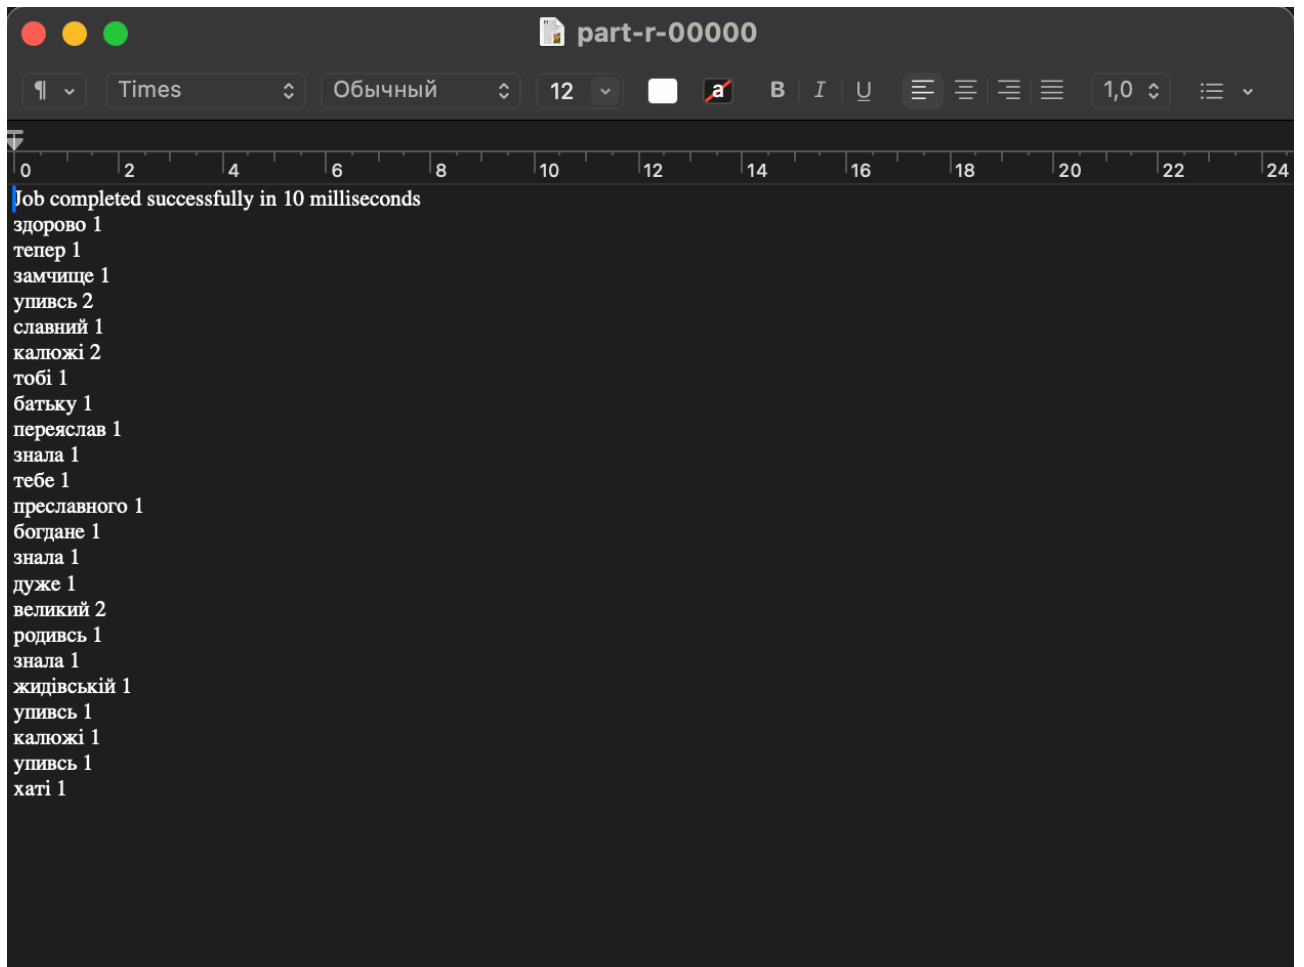 part-r-00000
¶ Times Обычный 12 a B I U 1,0
0 2 4 6 8 10 12 14 16 18 20 22 24
Job completed successfully in 10 milliseconds
здорово 1
тепер 1
замчище 1
упивсь 2
славний 1
калюжі 2
тобі 1
батьку 1
переяслав 1
знала 1
тебе 1
преславного 1
богдане 1
знала 1
дуже 1
великий 2
родивсь 1
знала 1
жидівській 1
упивсь 1
калюжі 1
упивсь 1
хаті 1